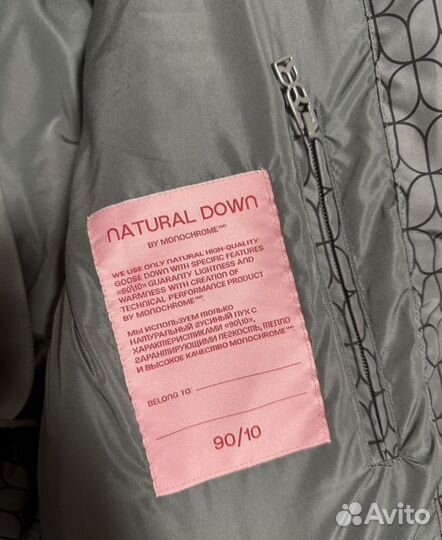 NATURAL DOWN
BY MONOCHROME™
WE USE ONLY NATURAL HIGH-QUALITY
GOOSE DOWN WITH SPECIFIC FEATURES
«90/10» GUARANTY LIGHTNESS AND
WARMNESS WITH CREATION OF
TECHNICAL PERFORMANCE PRODUCT
BY MONOCHROME™
МЫ ИСПОЛЬЗУЕМ ТОЛЬКО
НАТУРАЛЬНЫЙ ГУСИНЫЙ ПУХ С
ХАРАКТЕРИСТИКАМИ «90/10»,
ГАРАНТИРУЮЩИМИ ЛЕГКОСТЬ, ТЕПЛО
И ВЫСОКОЕ КАЧЕСТВО MONOCHROME™
BELONG TO:
90/10
Avito